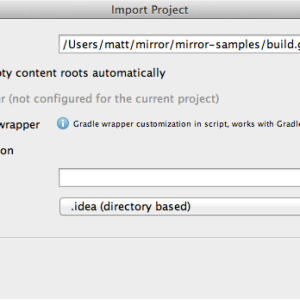 Import Project
/Users/matt/mirror/mirror-samples/build.g
pty content roots automatically
r (not configured for the current project)
wrapper Gradle wrapper customization in script, works with Gradle
on
.idea (directory based)